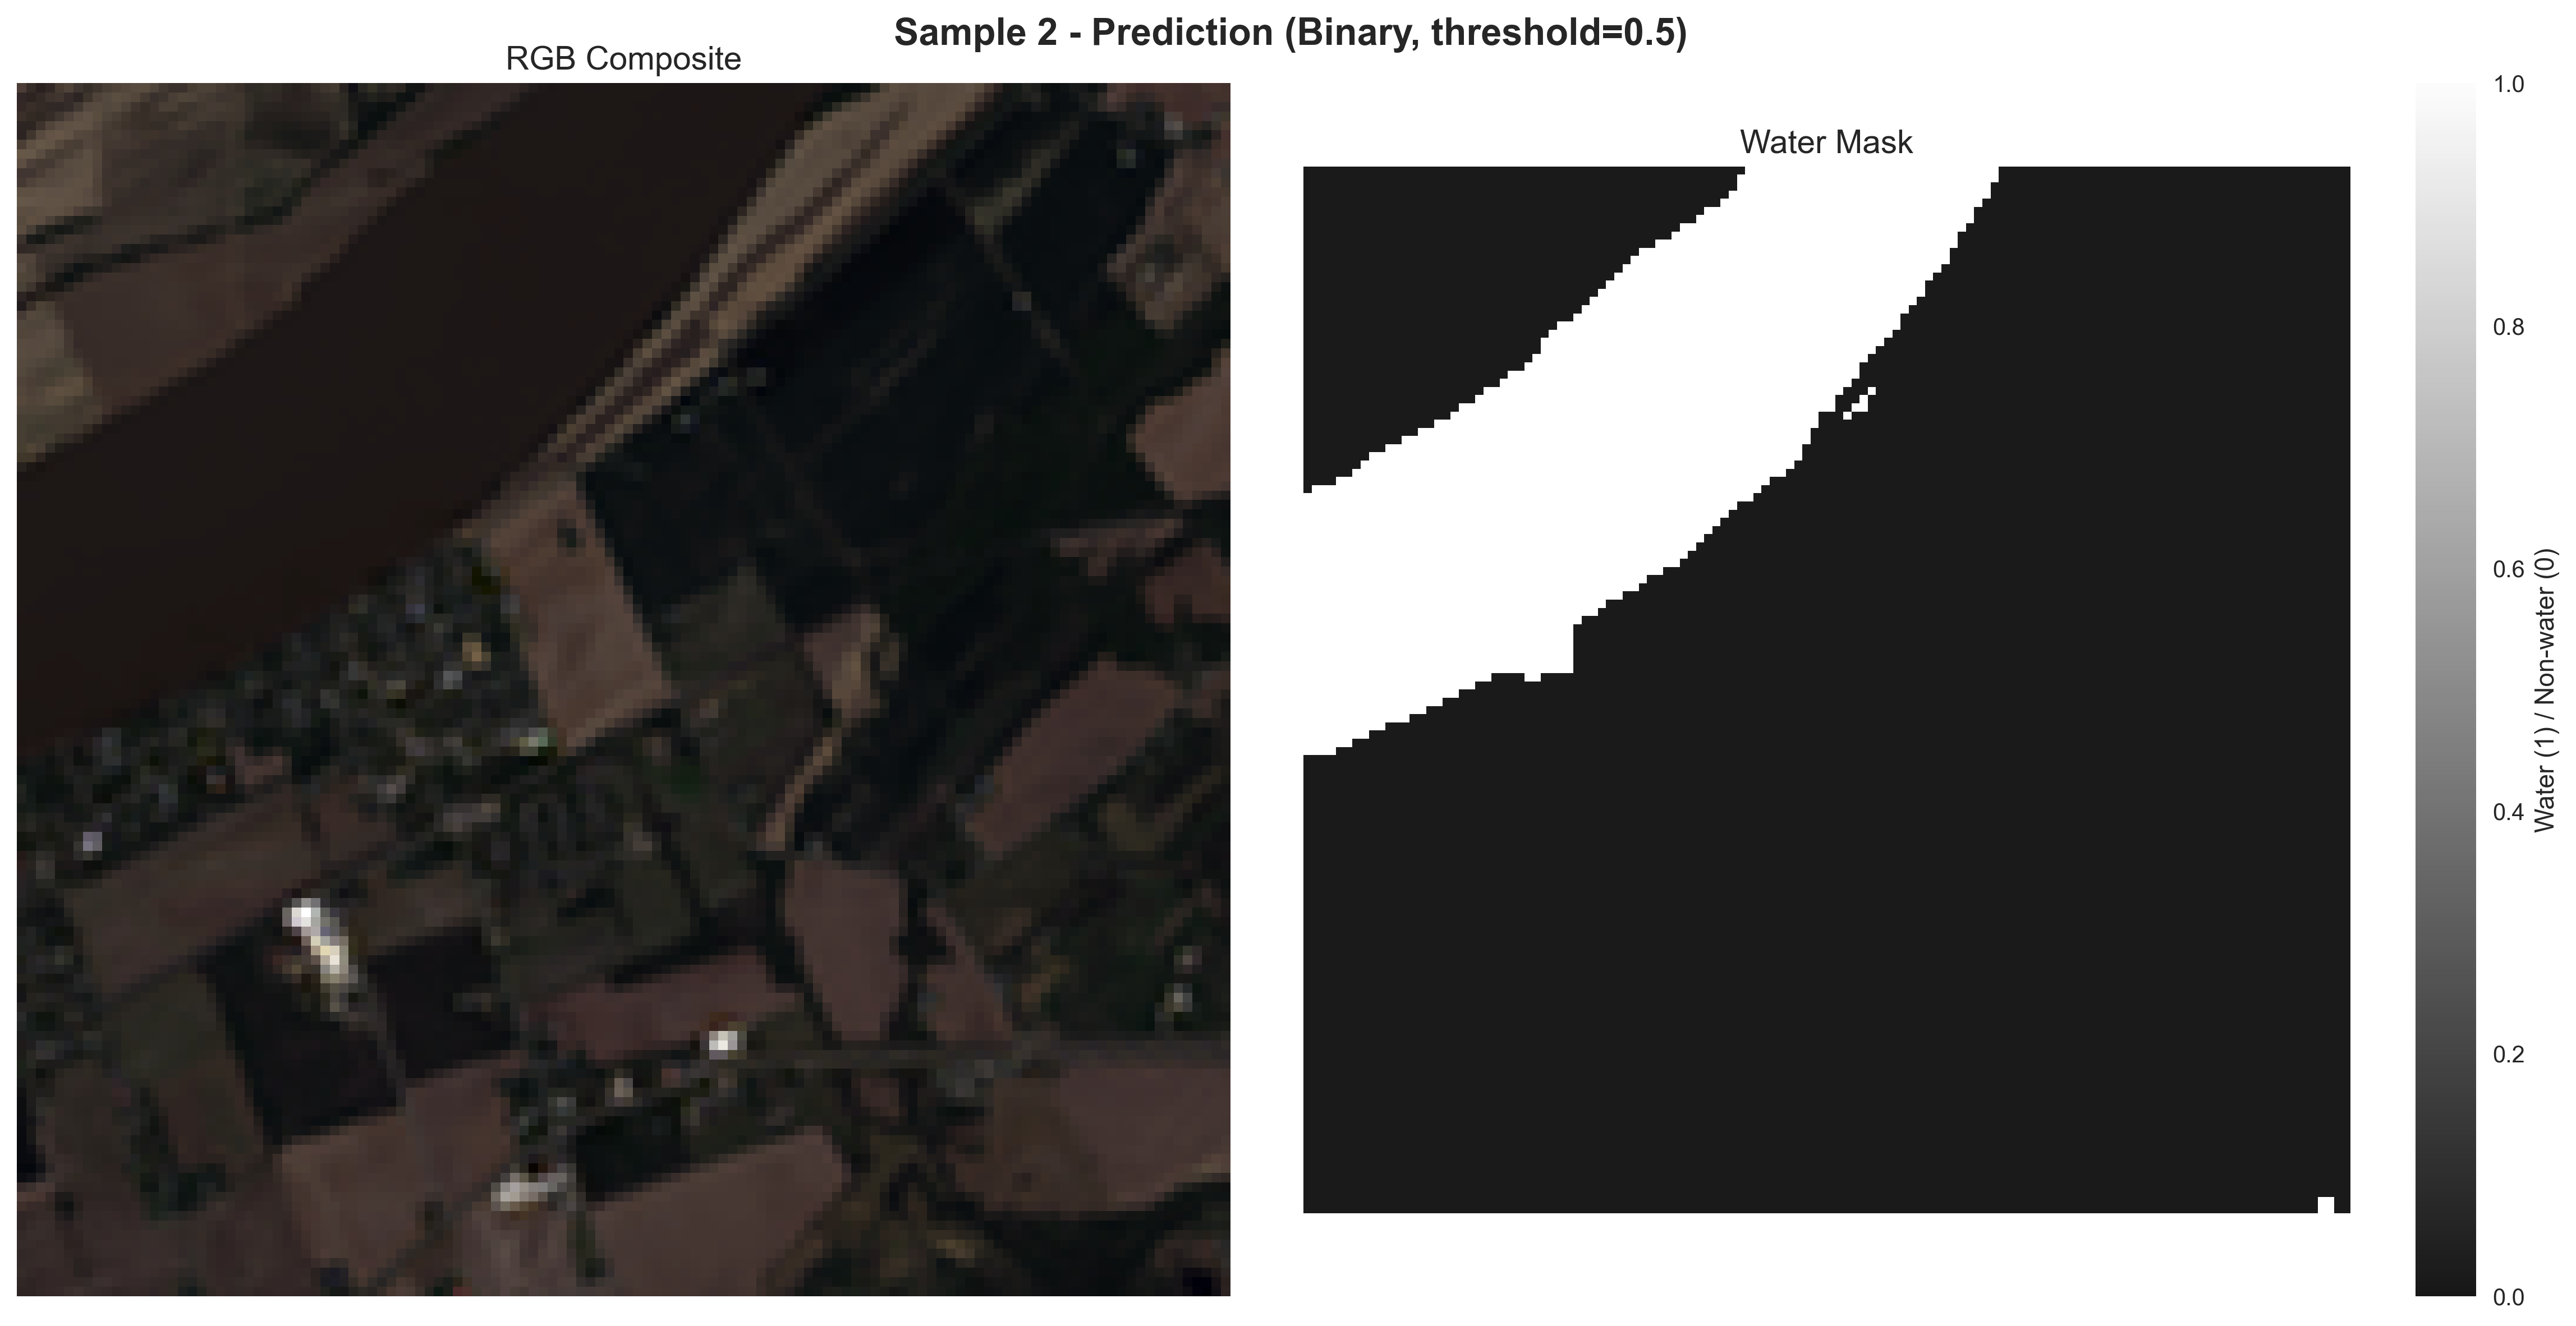 Sample 2 - Prediction (Binary, threshold=0.5)
RGB Composite
Water Mask
1.0
0.8
0.6
0.4
0.2
0.0
Water (1) / Non-water (0)